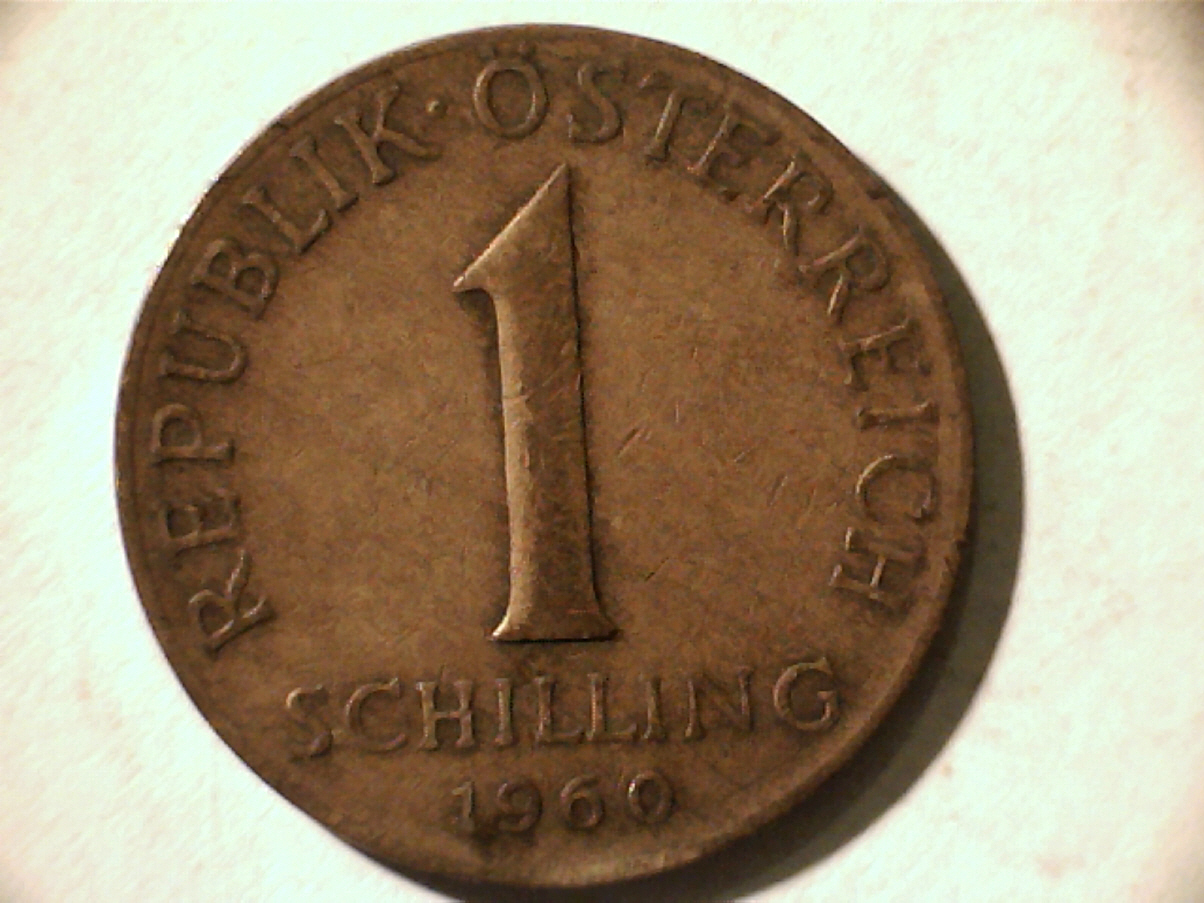 REPUBLIK · ÖSTERREICH
1
SCHILLING
1960